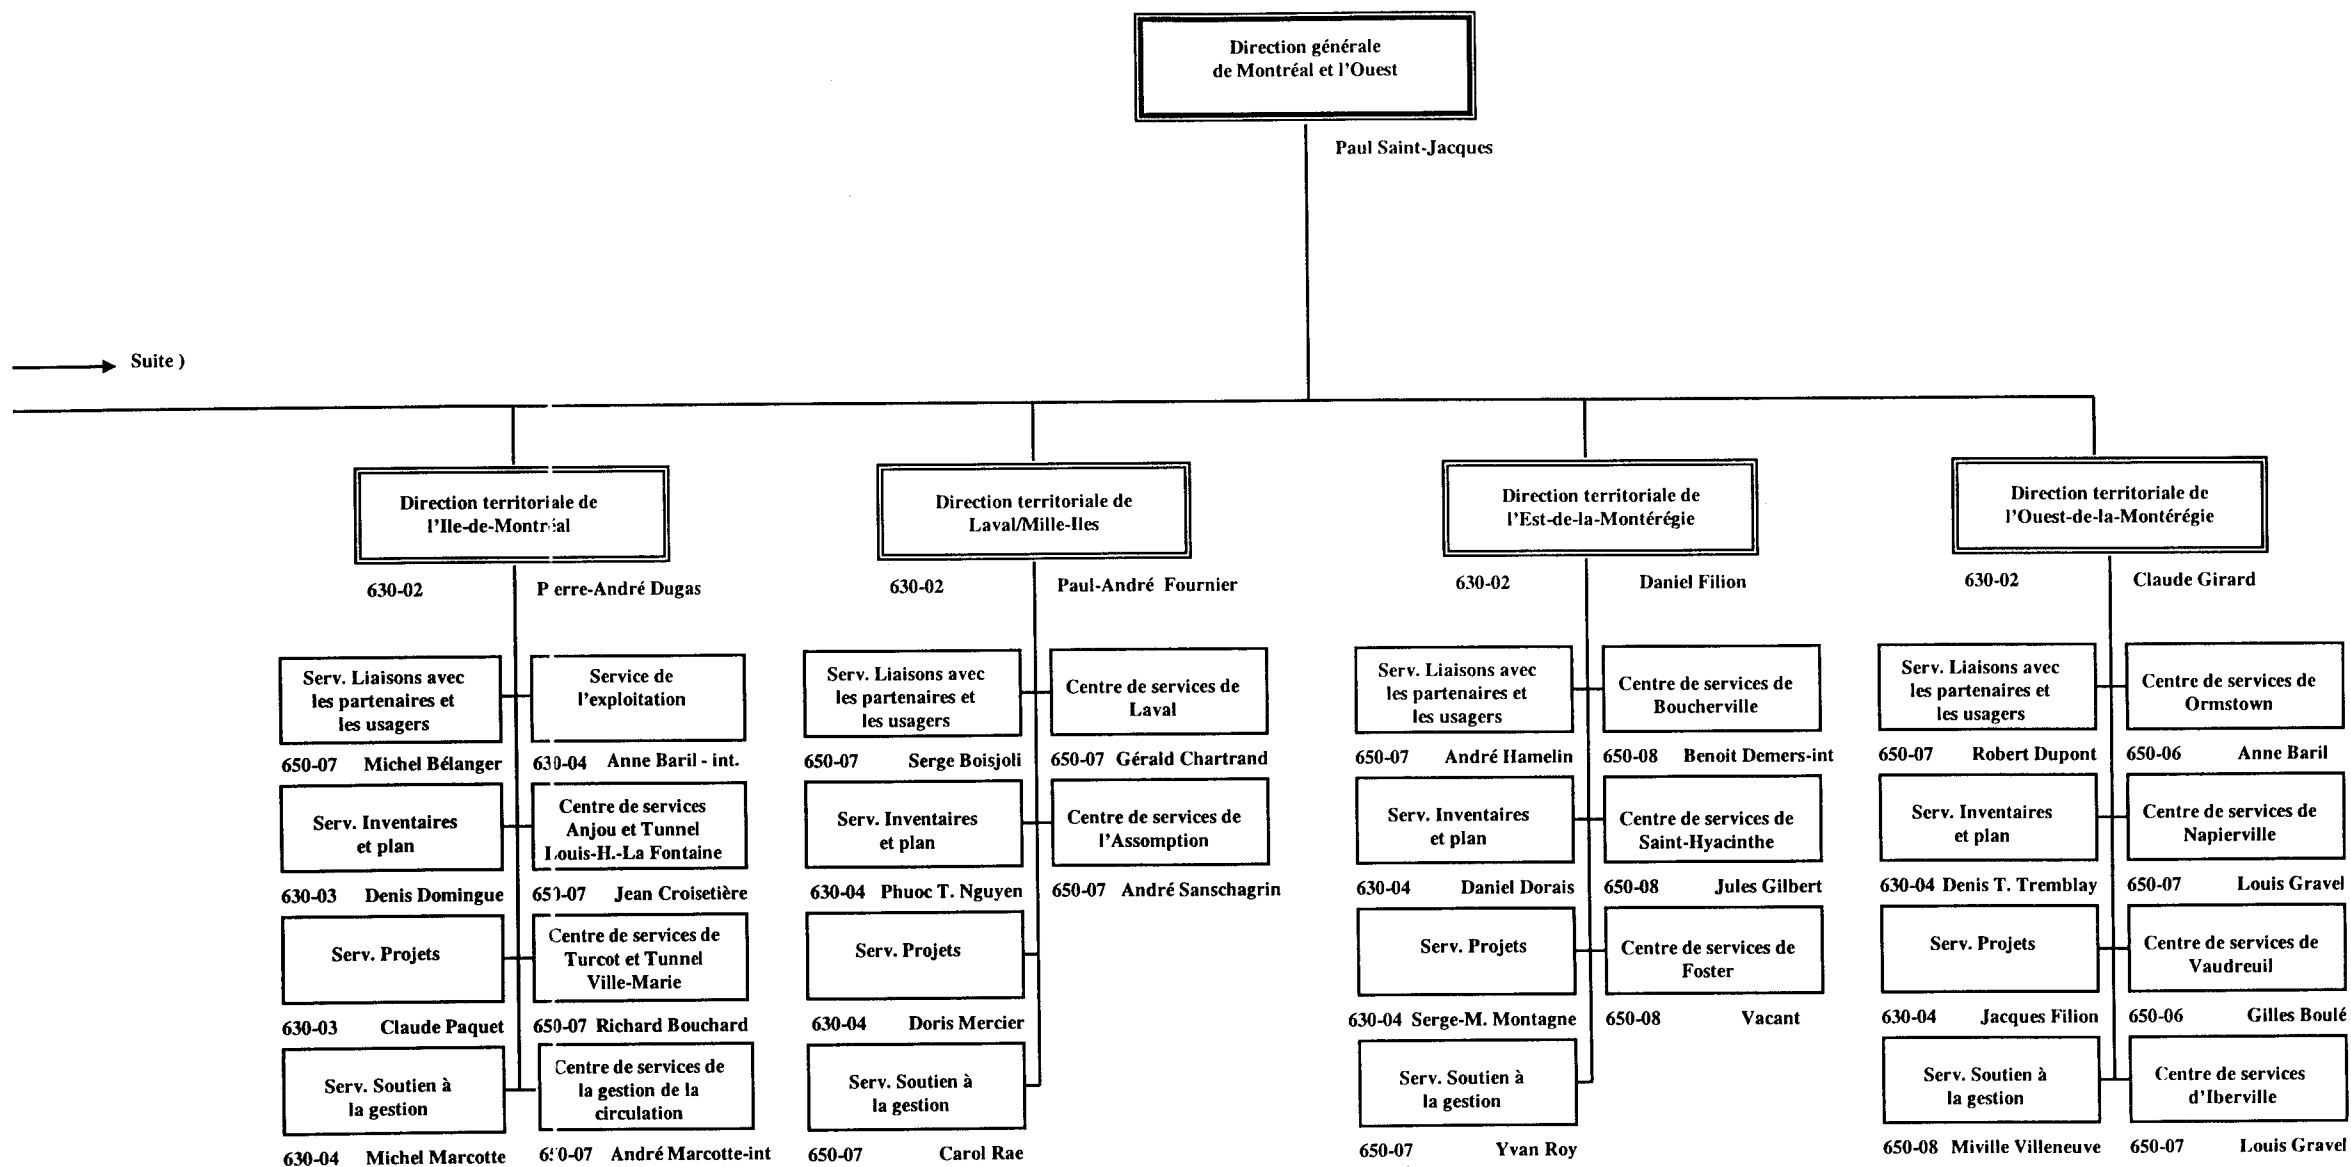 Direction générale
de Montréal et l'Ouest
Paul Saint-Jacques
Suite )
Direction territoriale de
l'Ile-de-Montréal
630-02 Pierre-André Dugas
Serv. Liaisons avec
les partenaires et
les usagers
650-07 Michel Bélanger
Service de
l'exploitation
630-04 Anne Baril - int.
Serv. Inventaires
et plan
630-03 Denis Domingue
Centre de services
Anjou et Tunnel
Louis-H.-La Fontaine
650-07 Jean Croisetière
Serv. Projets
630-03 Claude Paquet
Centre de services de
Turcot et Tunnel
Ville-Marie
650-07 Richard Bouchard
Serv. Soutien à
la gestion
630-04 Michel Marcotte
Centre de services de
la gestion de la
circulation
650-07 André Marcotte-int
Direction territoriale de
Laval/Mille-Iles
630-02 Paul-André Fournier
Serv. Liaisons avec
les partenaires et
les usagers
650-07 Serge Boisjoli
Centre de services de
Laval
650-07 Gérald Chartrand
Serv. Inventaires
et plan
630-04 Phuoc T. Nguyen
Centre de services de
l'Assomption
650-07 André Sanschagrin
Serv. Projets
630-04 Doris Mercier
Serv. Soutien à
la gestion
650-07 Carol Rae
Direction territoriale de
l'Est-de-la-Montérégie
630-02 Daniel Filion
Serv. Liaisons avec
les partenaires et
les usagers
650-07 André Hamelin
Centre de services de
Boucherville
650-08 Benoit Demers-int
Serv. Inventaires
et plan
630-04 Daniel Dorais
Centre de services de
Saint-Hyacinthe
650-08 Jules Gilbert
Serv. Projets
630-04 Serge-M. Montagne
Centre de services de
Foster
650-08 Vacant
Serv. Soutien à
la gestion
650-07 Yvan Roy
Direction territoriale de
l'Ouest-de-la-Montérégie
630-02 Claude Girard
Serv. Liaisons avec
les partenaires et
les usagers
650-07 Robert Dupont
Centre de services de
Ormstown
650-06 Anne Baril
Serv. Inventaires
et plan
630-04 Denis T. Tremblay
Centre de services de
Napierville
650-07 Louis Gravel
Serv. Projets
630-04 Jacques Filion
Centre de services de
Vaudreuil
650-06 Gilles Boulé
Serv. Soutien à
la gestion
650-08 Miville Villeneuve
Centre de services
d'Iberville
650-07 Louis Gravel